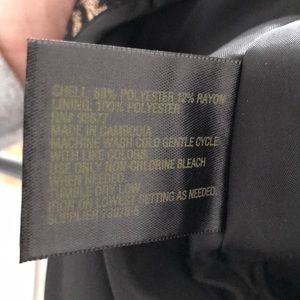 SHELL: 88% POLYESTER 12% RAYON
LINING: 100% POLYESTER
RN# 93677
MADE IN CAMBODIA
MACHINE WASH COLD GENTLE CYCLE
WITH LIKE COLORS
USE ONLY NON-CHLORINE BLEACH
WHEN NEEDED
TUMBLE DRY LOW
IRON ON LOWEST SETTING AS NEEDED.
SUPPLIER